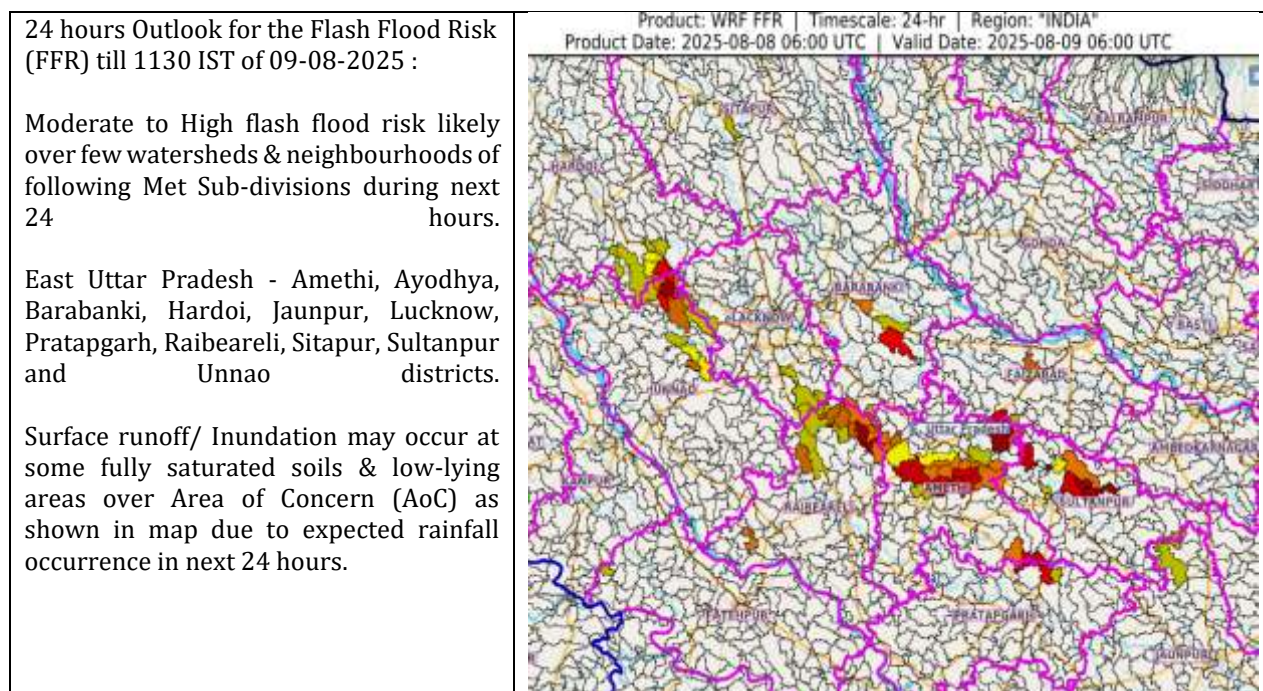 24 hours Outlook for the Flash Flood Risk
(FFR) till 1130 IST of 09-08-2025 :
Moderate to High flash flood risk likely
over few watersheds & neighbourhoods of
following Met Sub-divisions during next
24 hours.
East Uttar Pradesh - Amethi, Ayodhya,
Barabanki, Hardoi, Jaunpur, Lucknow,
Pratapgarh, Raibeareli, Sitapur, Sultanpur
and Unnao districts.
Surface runoff/ Inundation may occur at
some fully saturated soils & low-lying
areas over Area of Concern (AoC) as
shown in map due to expected rainfall
occurrence in next 24 hours.
Product: WRF FFR | Timescale: 24-hr | Region: "INDIA"
Product Date: 2025-08-08 06:00 UTC | Valid Date: 2025-08-09 06:00 UTC
SITAPUR
BALRAMPUR
HARDOI
SIDDHART
GONDA
BARABANKI
LUCKNOW
BASTI
FAIZABAD
UNNAO
Uttar Pradesh
AMBEDKARNAGAR
KANPUR
AMETHI
SULTANPUR
RAIBEARELI
FATEHPUR
PRATAPGARH
JAUNPUR